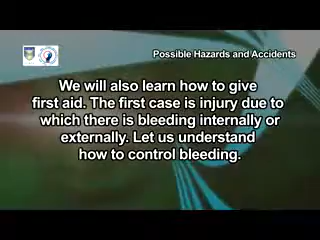 Possible Hazards and Accidents
We will also learn how to give
first aid. The first case is injury due to
which there is bleeding internally or
externally. Let us understand
how to control bleeding.